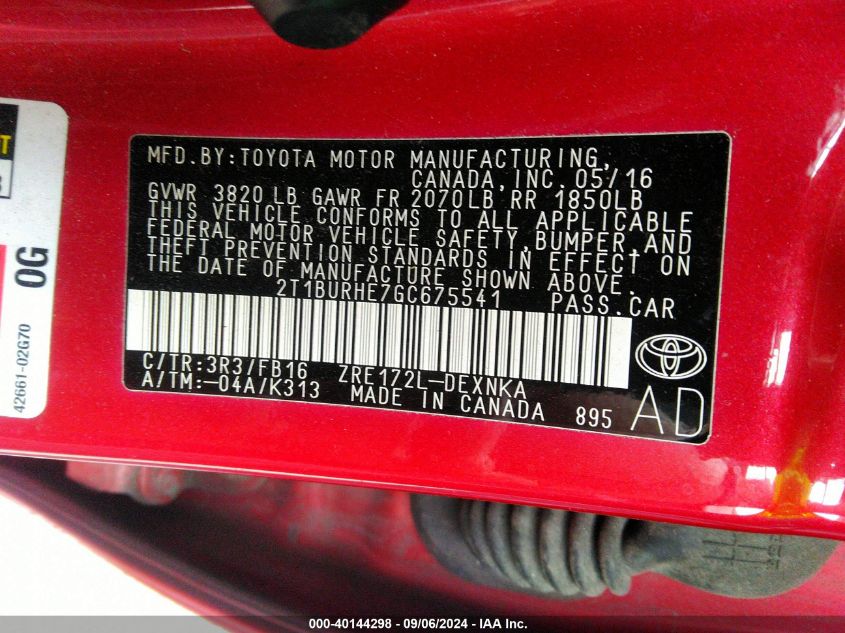 MFD.BY:TOYOTA MOTOR MANUFACTURING,
CANADA,INC.05/16
GVWR 3820 LB GAWR FR 2070LB RR 1850LB
THIS VEHICLE CONFORMS TO ALL APPLICABLE
FEDERAL MOTOR VEHICLE SAFETY,BUMPER,AND
THEFT PREVENTION STANDARDS IN EFFECT ON
THE DATE OF MANUFACTURE SHOWN ABOVE.
2T1BURHE7GC675541 PASS.CAR
C/TR:3R3/FB16 ZRE172L-DEXNKA
A/TM:-04A/K313 MADE IN CANADA 895
AD
0G
42661-02G70
000-40144298 - 09/06/2024 - IAA Inc.